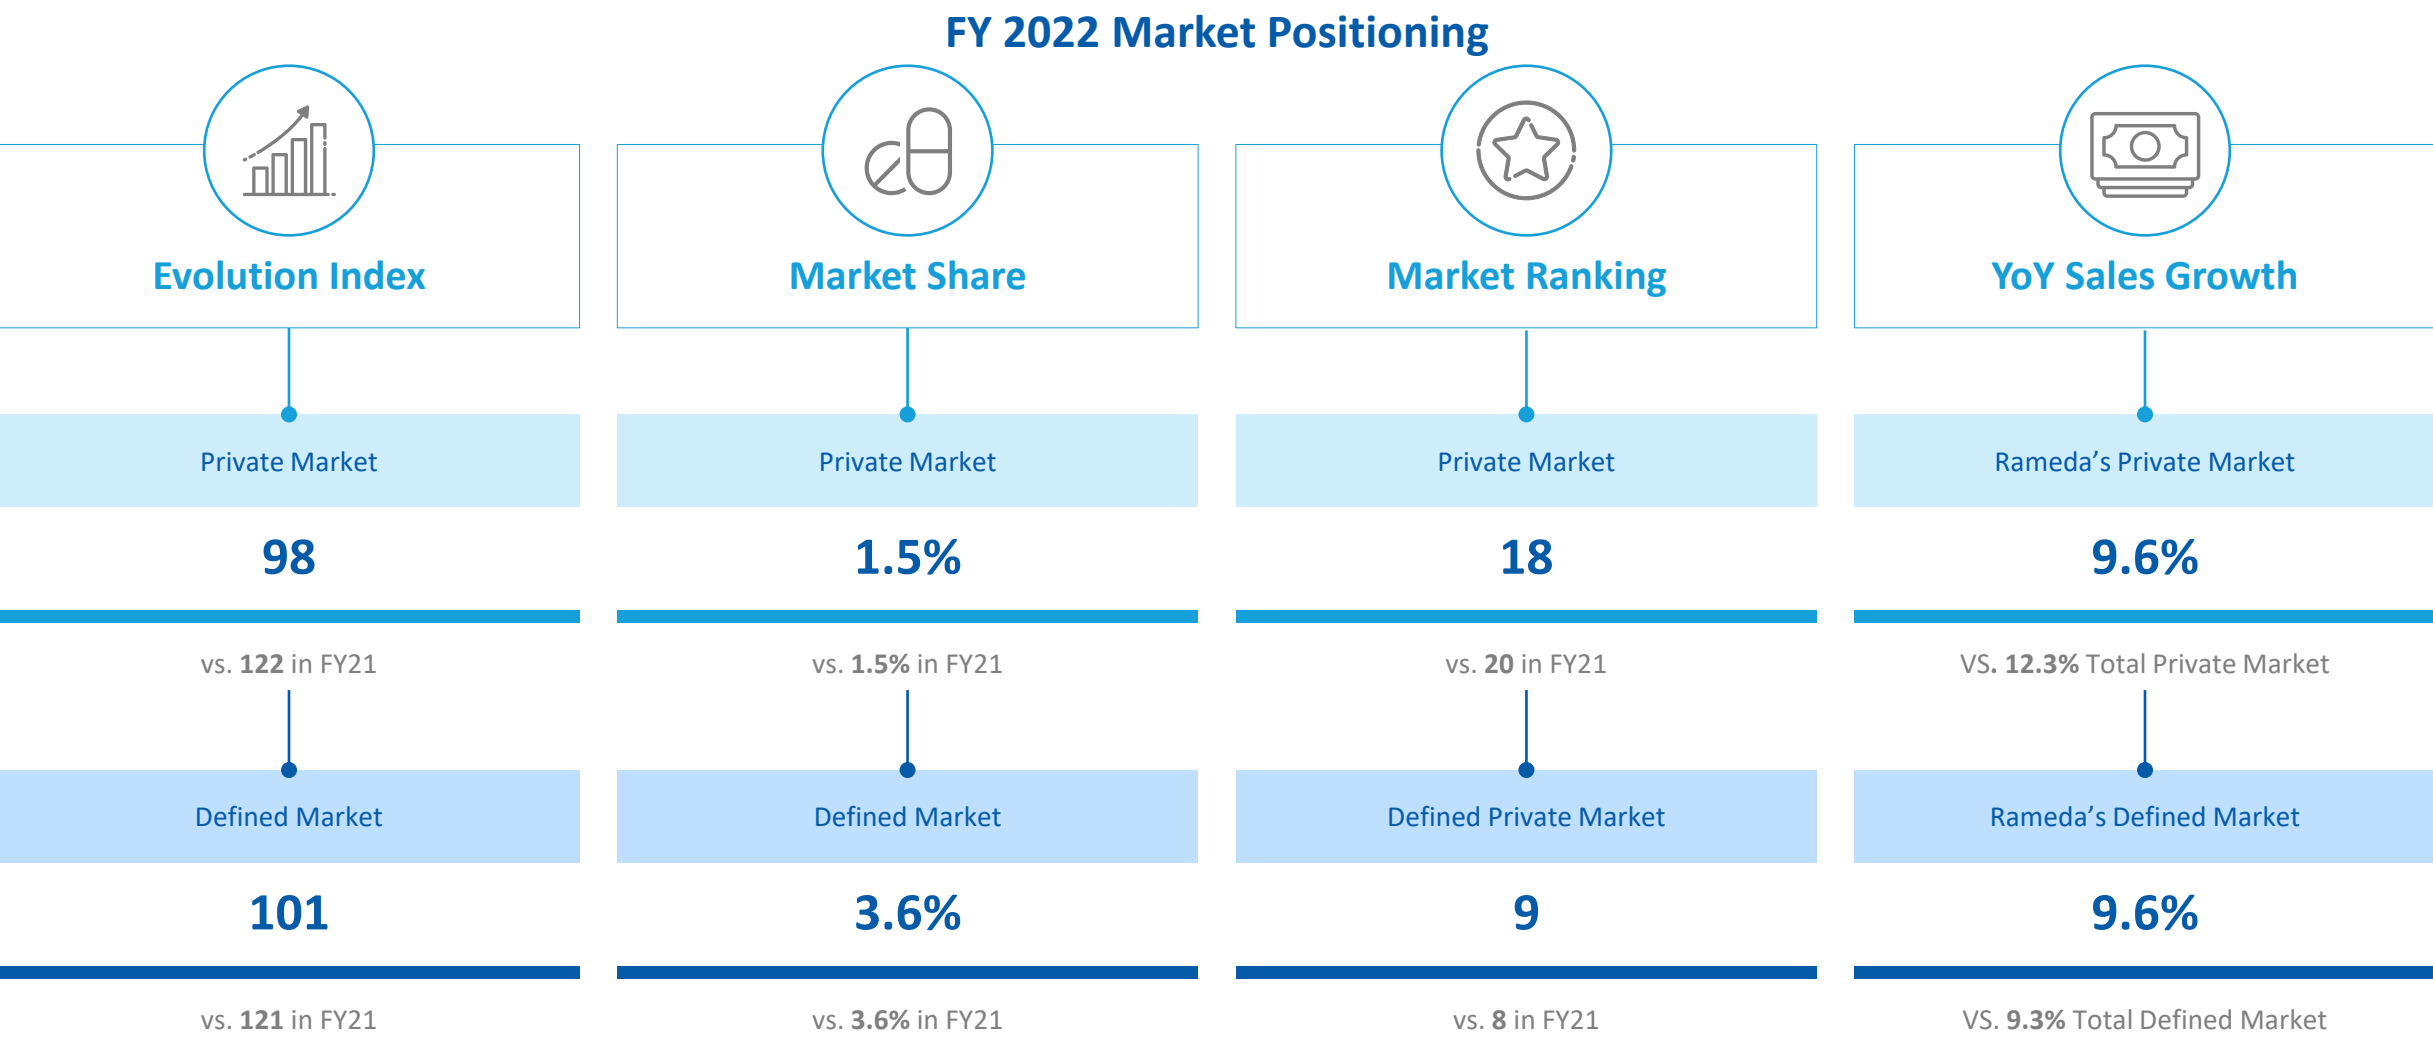 FY 2022 Market Positioning
Evolution Index
Market Share
Market Ranking
YoY Sales Growth
Private Market
Private Market
Private Market
Rameda’s Private Market
98
1.5%
18
9.6%
vs. 122 in FY21
vs. 1.5% in FY21
vs. 20 in FY21
VS. 12.3% Total Private Market
Defined Market
Defined Market
Defined Private Market
Rameda’s Defined Market
101
3.6%
9
9.6%
vs. 121 in FY21
vs. 3.6% in FY21
vs. 8 in FY21
VS. 9.3% Total Defined Market